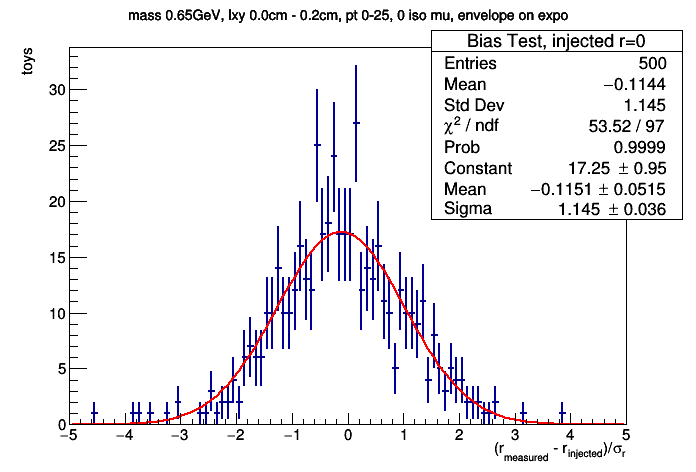 mass 0.65GeV, lxy 0.0cm - 0.2cm, pt 0-25, 0 iso mu, envelope on expo
Bias Test, injected r=0
Entries 500
Mean −0.1144
Std Dev 1.145
χ² / ndf 53.52 / 97
Prob 0.9999
Constant 17.25 ± 0.95
Mean −0.1151 ± 0.0515
Sigma 1.145 ± 0.036
toys
30
25
20
15
10
5
0
−5 −4 −3 −2 −1 0 1 2 3 4 5
(r_measured - r_injected)/σ_r